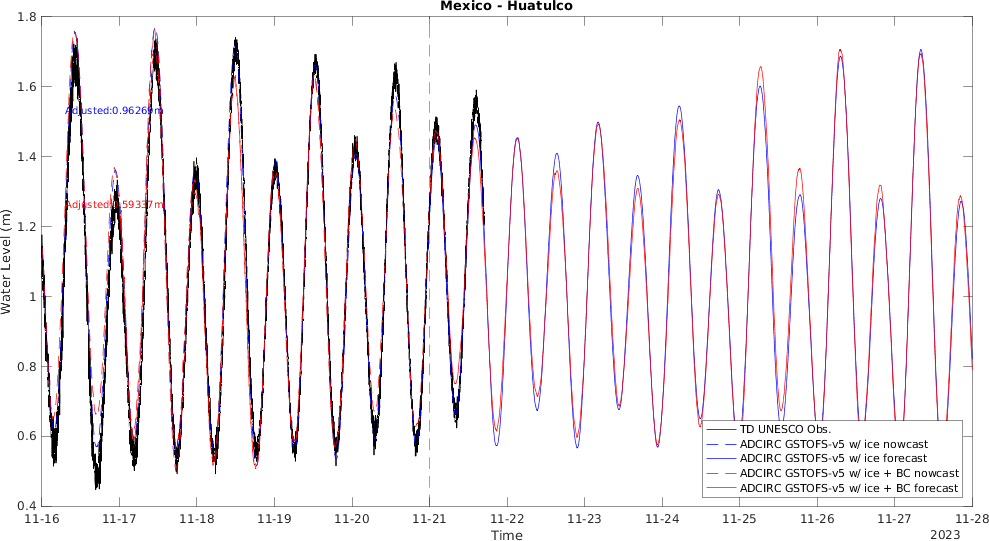 Mexico - Huatulco
1.8
1.6
1.4
1.2
1
0.8
0.6
0.4
Water Level (m)
Adjusted:0.96269m
TD UNESCO Obs.
ADCIRC GSTOFS-v5 w/ ice nowcast
ADCIRC GSTOFS-v5 w/ ice forecast
ADCIRC GSTOFS-v5 w/ ice + BC nowcast
ADCIRC GSTOFS-v5 w/ ice + BC forecast
11-16 11-17 11-18 11-19 11-20 11-21 11-22 11-23 11-24 11-25 11-26 11-27 11-28
Time
2023